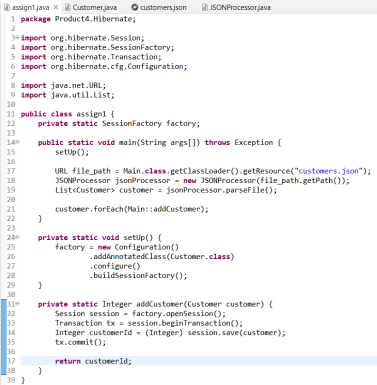 assign1.java Customer.java customers.json JSONProcessor.java
1 package Product4.Hibernate;
2
3 import org.hibernate.Session;
4 import org.hibernate.SessionFactory;
5 import org.hibernate.Transaction;
6 import org.hibernate.cfg.Configuration;
7
8 import java.net.URL;
9 import java.util.List;
10
11 public class assign1 {
12 private static SessionFactory factory;
13
14 public static void main(String args[]) throws Exception {
15 setUp();
16
17 URL file_path = Main.class.getClassLoader().getResource("customers.json");
18 JSONProcessor jsonProcessor = new JSONProcessor(file_path.getPath());
19 List<Customer> customer = jsonProcessor.parseFile();
20
21 customer.forEach(Main::addCustomer);
22 }
23
24 private static void setUp() {
25 factory = new Configuration()
26 .addAnnotatedClass(Customer.class)
27 .configure()
28 .buildSessionFactory();
29 }
30
31 private static Integer addCustomer(Customer customer) {
32 Session session = factory.openSession();
33 Transaction tx = session.beginTransaction();
34 Integer customerId = (Integer) session.save(customer);
35 tx.commit();
36
37 return customerId;
38 }
39 }